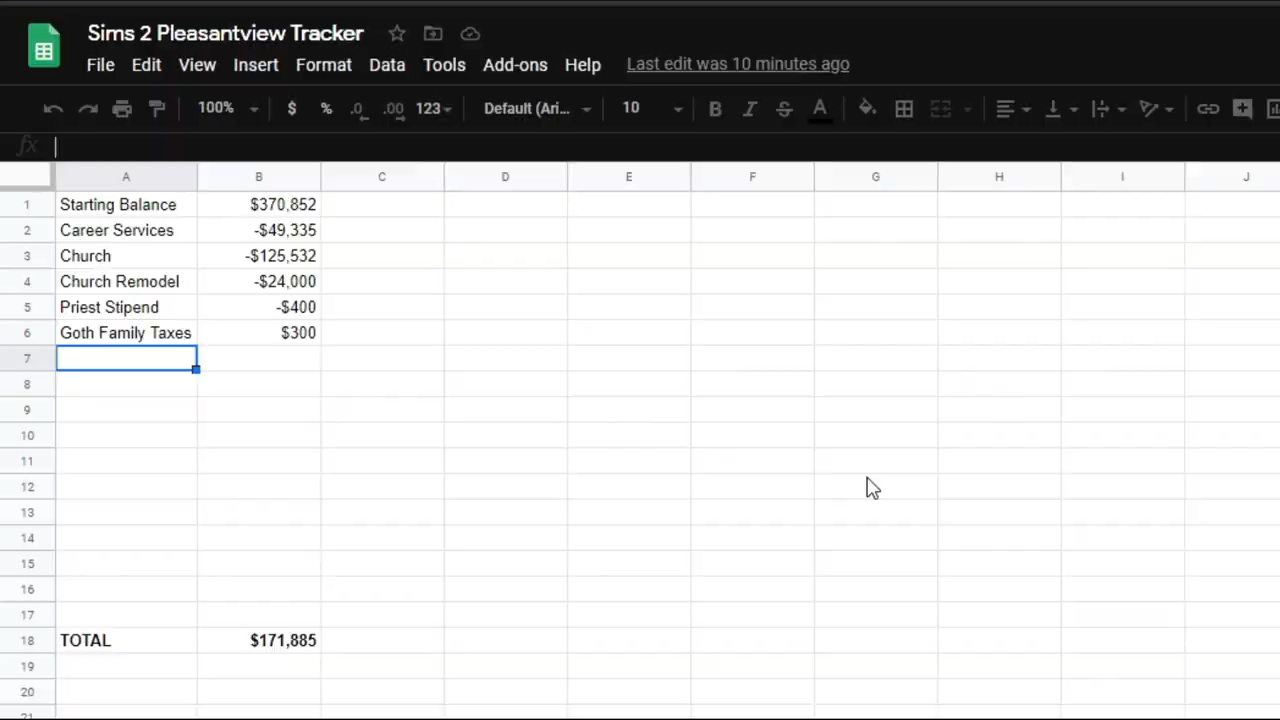 Sims 2 Pleasantview Tracker
File Edit View Insert Format Data Tools Add-ons Help Last edit was 10 minutes ago
100% $ % .0 .00 123 Default (Ari... 10 B I S A
fx
A B C D E F G H I J
1 Starting Balance $370,852
2 Career Services -$49,335
3 Church -$125,532
4 Church Remodel -$24,000
5 Priest Stipend -$400
6 Goth Family Taxes $300
7
8
9
10
11
12
13
14
15
16
17
18 TOTAL $171,885
19
20
21